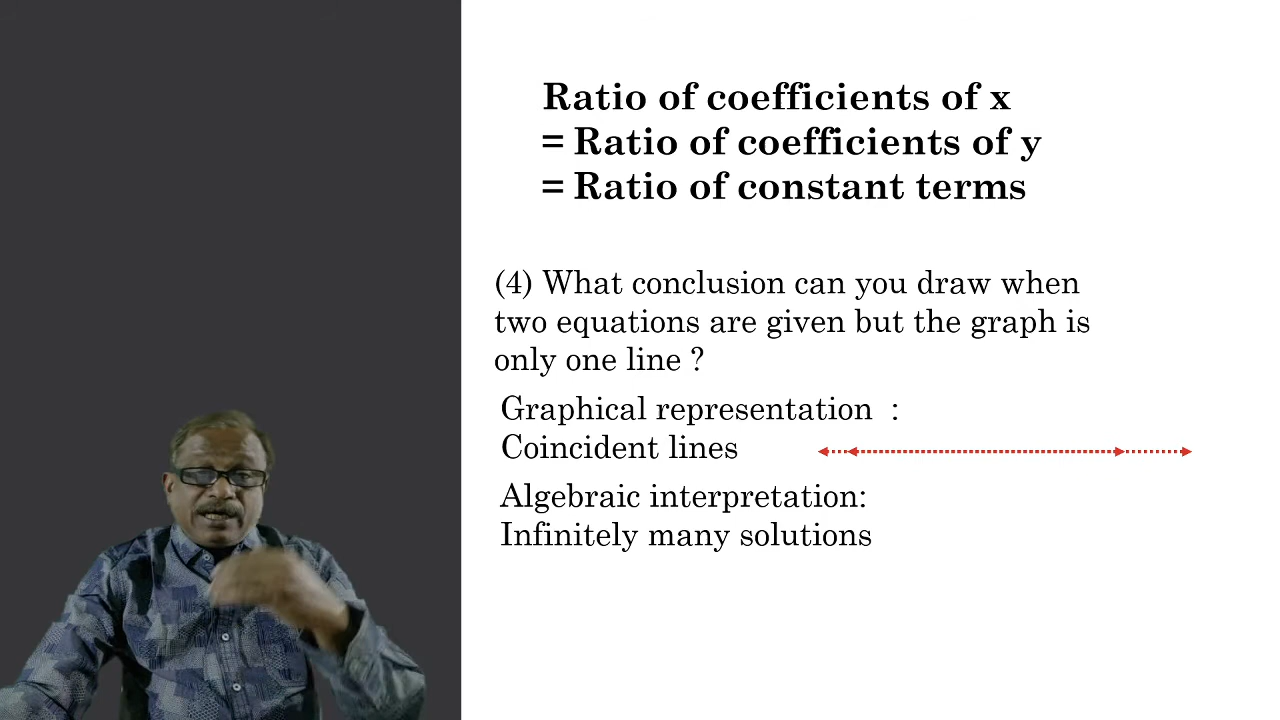 Ratio of coefficients of x
= Ratio of coefficients of y
= Ratio of constant terms
(4) What conclusion can you draw when
two equations are given but the graph is
only one line ?
Graphical representation :
Coincident lines
Algebraic interpretation:
Infinitely many solutions